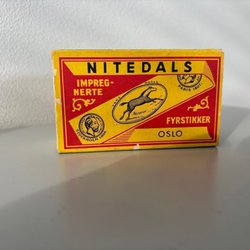 NITEDALS
IMPREG-
NERTE
FYRSTIKKER
OSLO